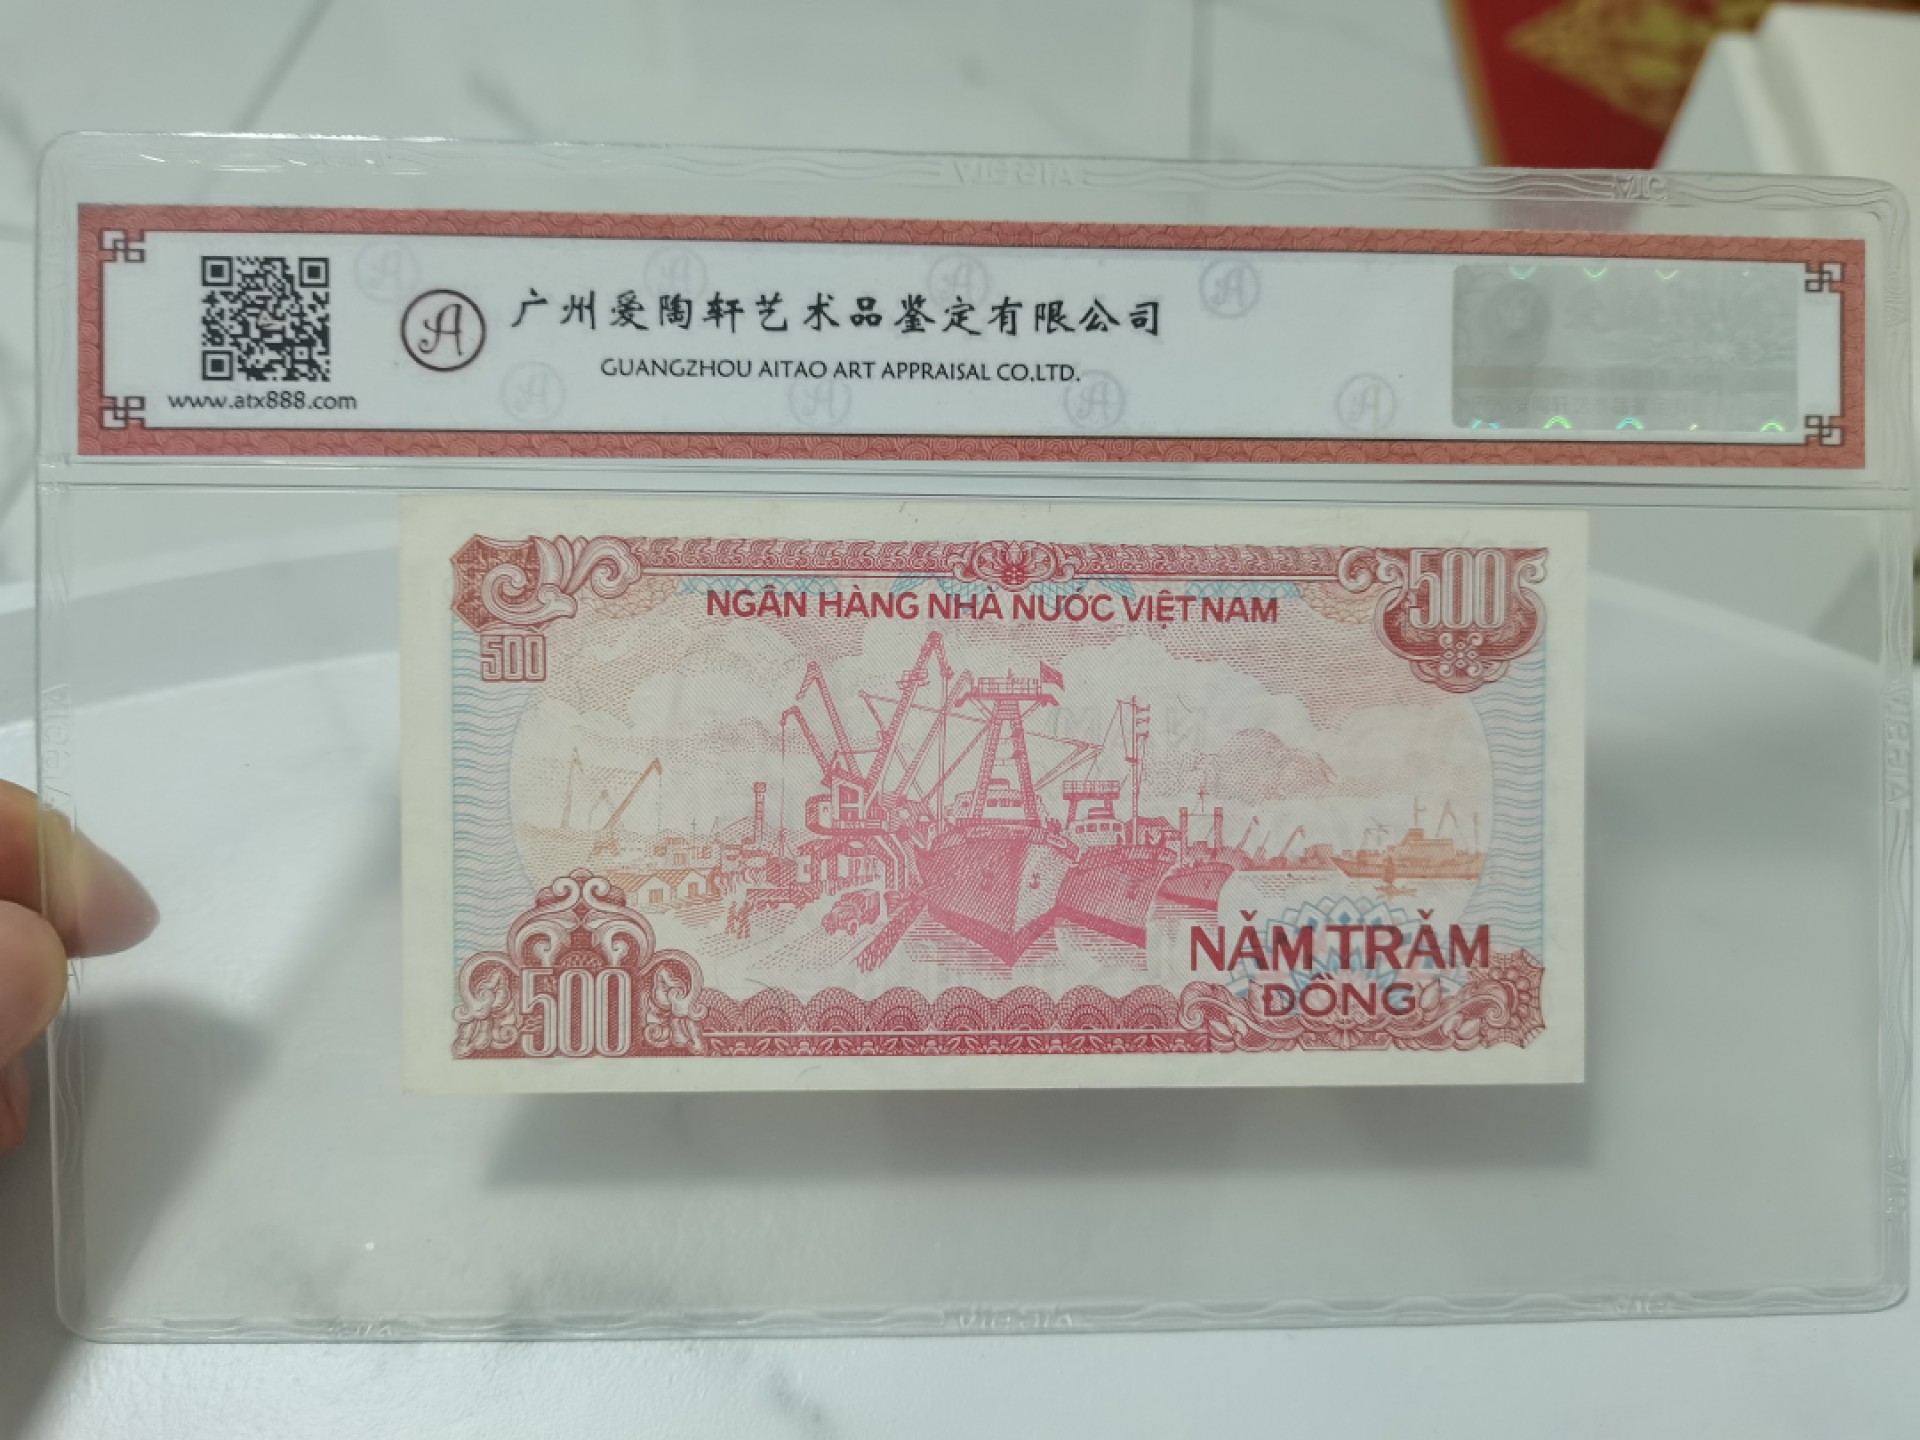 广州爱陶轩艺术品鉴定有限公司
GUANGZHOU AITAO ART APPRAISAL CO.,LTD.
www.atx888.com
500
NGÂN HÀNG NHÀ NƯỚC VIỆT NAM
500
500
NĂM TRĂM
ĐỒNG